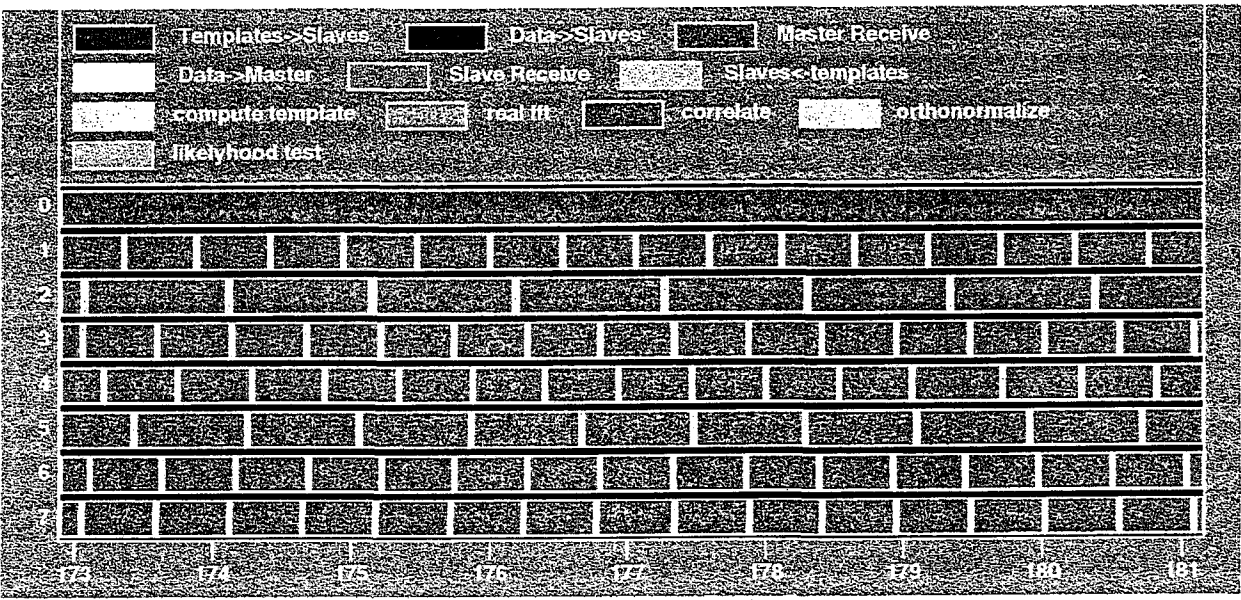 Templates->Slaves Data->Slaves Master Receive
Data->Master Slave Receive Slaves<-templates
compute template real fft correlate orthonormalize
likelyhood test
0
1
2
3
4
5
6
7
173 174 175 176 177 178 179 180 181